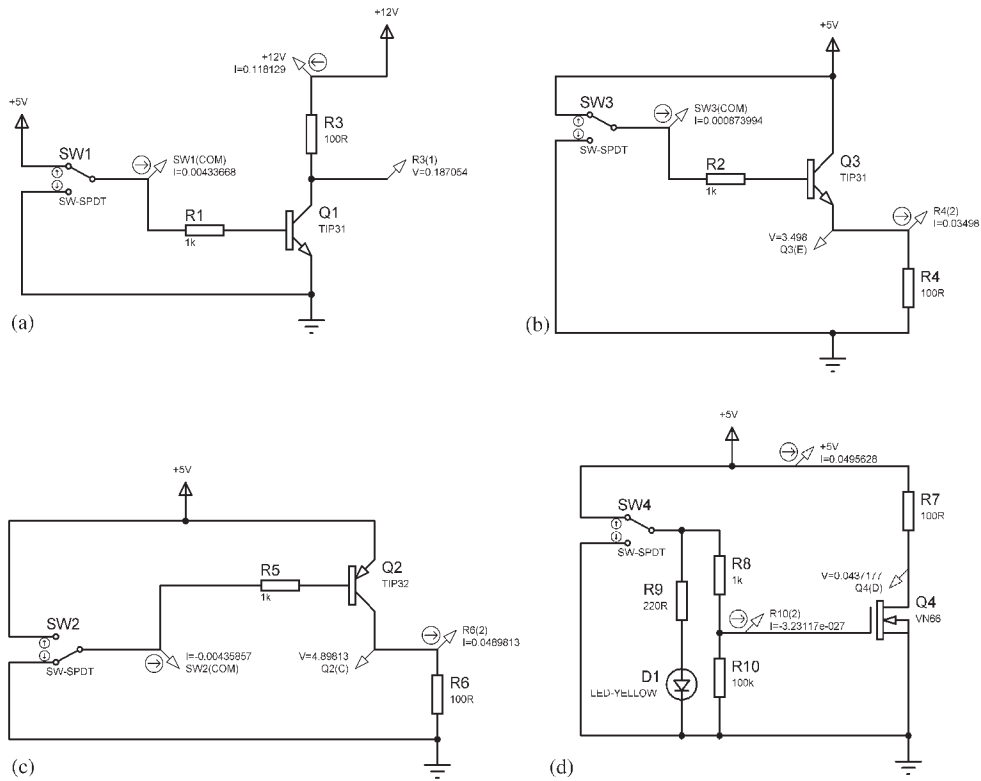 +12V
+12V
I=0.118129
+5V
R3
100R
SW1
SW1(COM)
I=0.00433668
R3(1)
V=0.187054
SW-SPDT
Q1
TIP31
R1
1k
(a)
+5V
SW3
SW3(COM)
I=0.000873994
SW-SPDT
R2
1k
Q3
TIP31
R4(2)
I=0.03498
V=3.498
Q3(E)
R4
100R
(b)
+5V
Q2
TIP32
R5
1k
SW2
SW-SPDT
I=-0.00435857
SW2(COM)
R6(2)
I=0.0489813
V=4.89813
Q2(C)
R6
100R
(c)
+5V
+5V
I=0.0495628
SW4
SW-SPDT
R7
100R
R8
1k
R9
220R
V=0.0437177
Q4(D)
R10(2)
I=-3.23117e-027
Q4
VN66
D1
LED-YELLOW
R10
100k
(d)